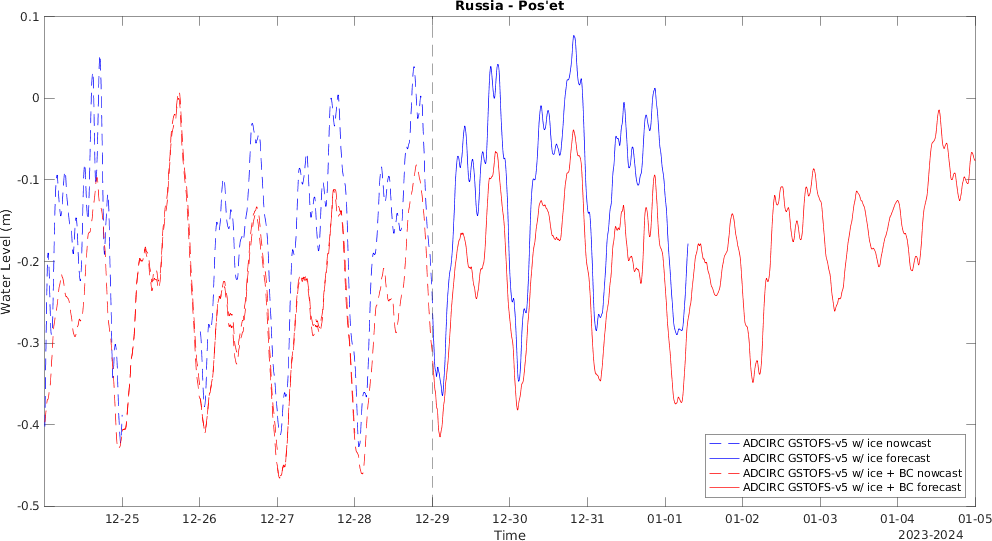 Russia - Pos'et
0.1
0
-0.1
-0.2
-0.3
-0.4
-0.5
Water Level (m)
ADCIRC GSTOFS-v5 w/ ice nowcast
ADCIRC GSTOFS-v5 w/ ice forecast
ADCIRC GSTOFS-v5 w/ ice + BC nowcast
ADCIRC GSTOFS-v5 w/ ice + BC forecast
12-25 12-26 12-27 12-28 12-29 12-30 12-31 01-01 01-02 01-03 01-04 01-05
Time
2023-2024